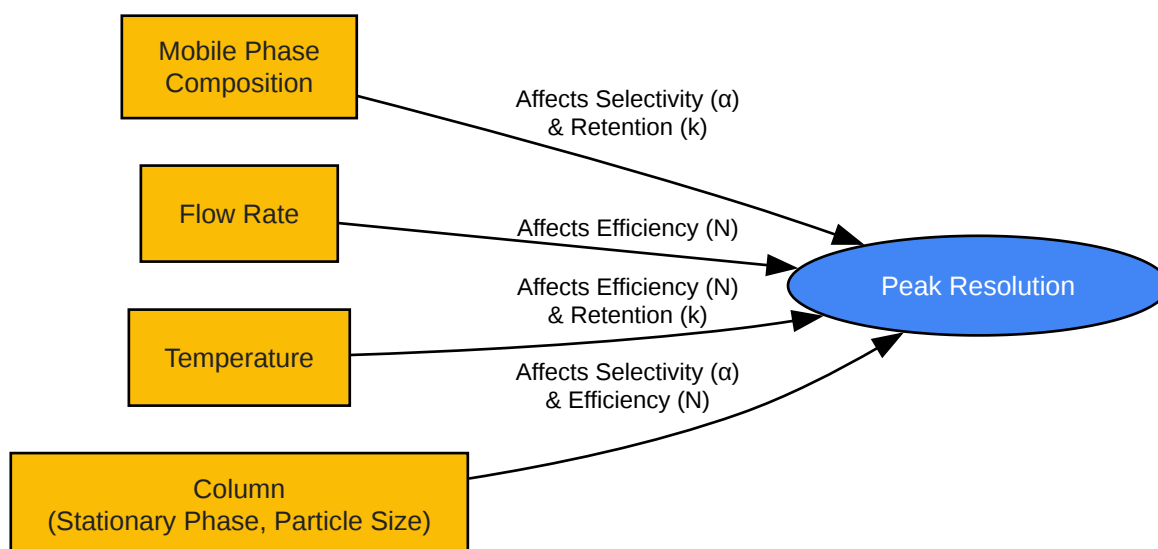 Mobile Phase
Composition
Affects Selectivity (α)
& Retention (k)
Flow Rate
Affects Efficiency (N)
Peak Resolution
Affects Efficiency (N)
& Retention (k)
Temperature
Affects Selectivity (α)
& Efficiency (N)
Column
(Stationary Phase, Particle Size)